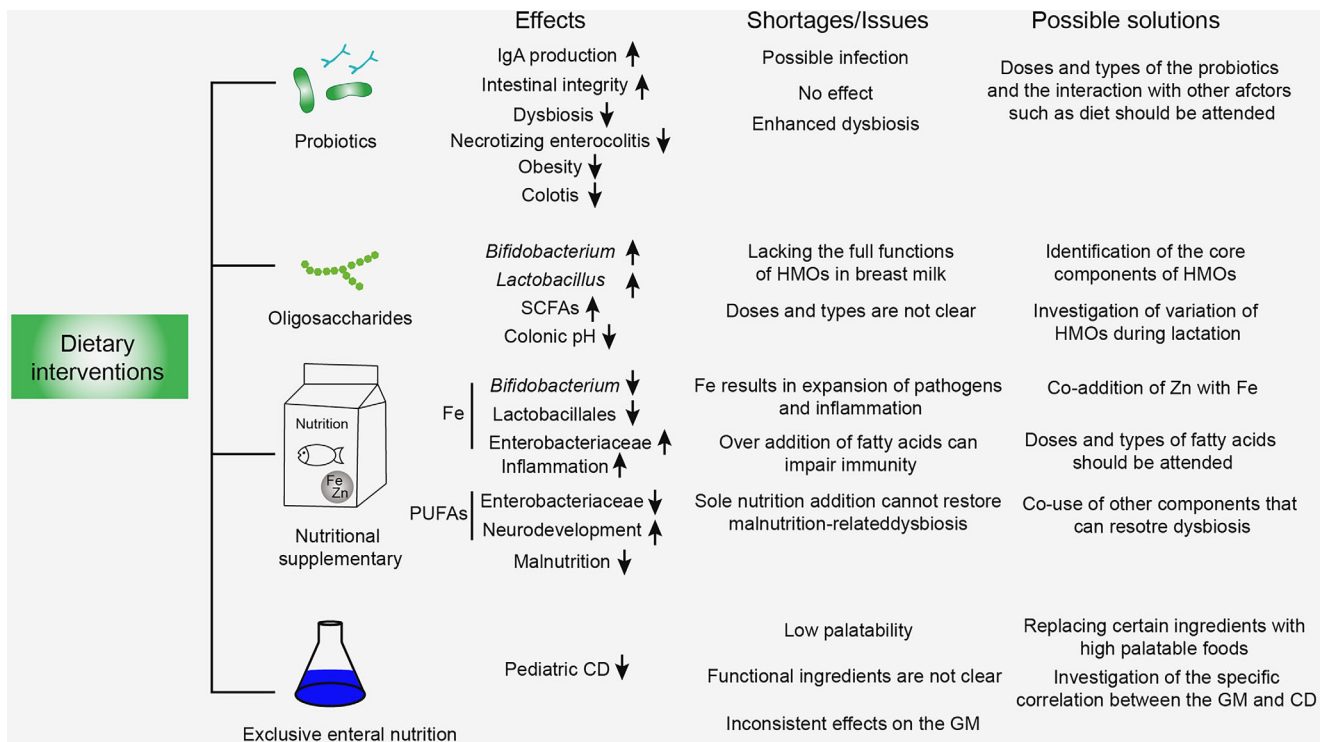 Effects
Shortages/Issues
Possible solutions
Dietary
interventions
Probiotics
IgA production
Intestinal integrity
Dysbiosis
Necrotizing enterocolitis
Obesity
Colotis
Possible infection
No effect
Enhanced dysbiosis
Doses and types of the probiotics
and the interaction with other afctors
such as diet should be attended
Oligosaccharides
Bifidobacterium
Lactobacillus
SCFAs
Colonic pH
Lacking the full functions
of HMOs in breast milk
Doses and types are not clear
Identification of the core
components of HMOs
Investigation of variation of
HMOs during lactation
Nutrition
Fe
Zn
Nutritional
supplementary
Fe
Bifidobacterium
Lactobacillales
Enterobacteriaceae
Inflammation
PUFAs
Enterobacteriaceae
Neurodevelopment
Malnutrition
Fe results in expansion of pathogens
and inflammation
Over addition of fatty acids can
impair immunity
Sole nutrition addition cannot restore
malnutrition-relateddysbiosis
Co-addition of Zn with Fe
Doses and types of fatty acids
should be attended
Co-use of other components that
can resotre dysbiosis
Exclusive enteral nutrition
Pediatric CD
Low palatability
Functional ingredients are not clear
Inconsistent effects on the GM
Replacing certain ingredients with
high palatable foods
Investigation of the specific
correlation between the GM and CD